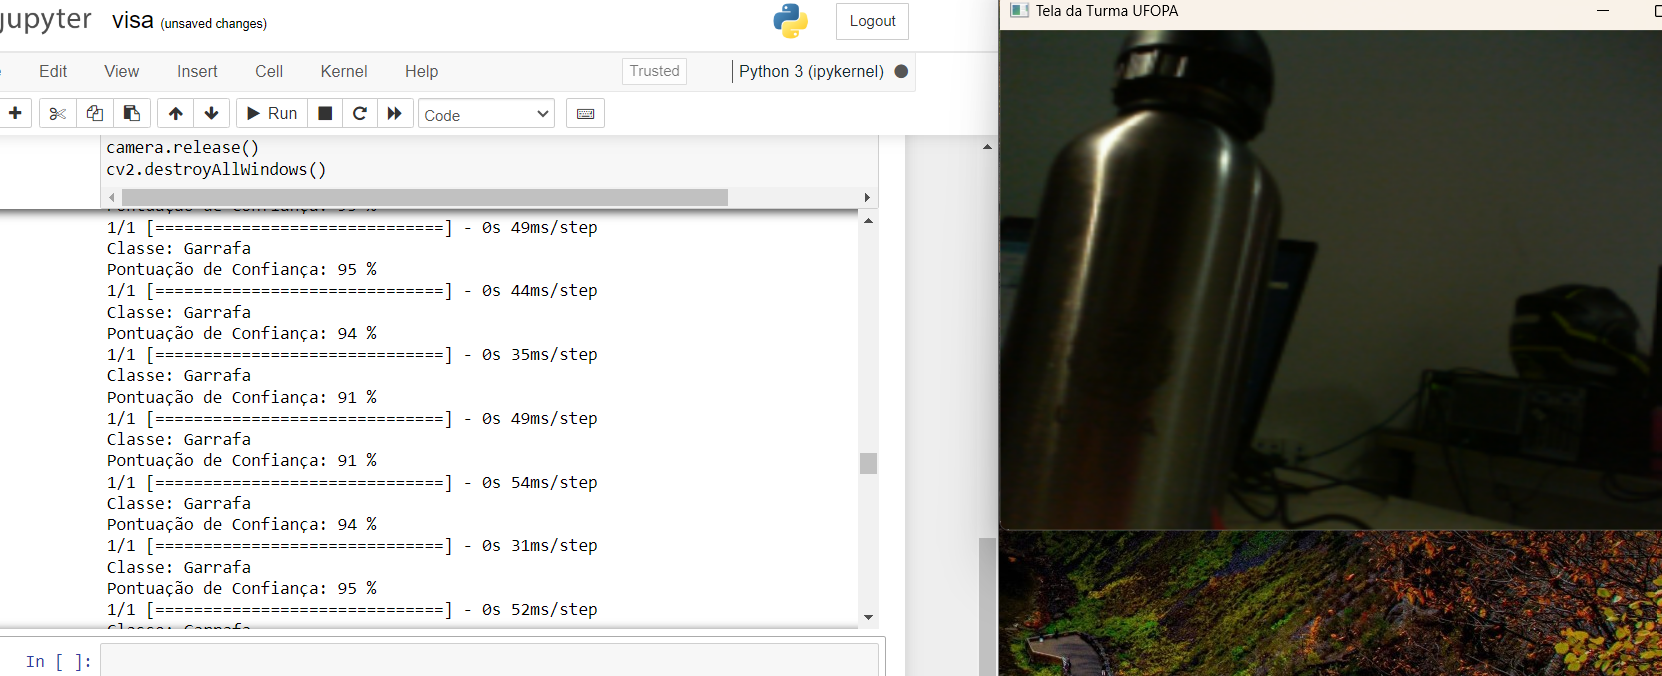 jupyter visa (unsaved changes)
Logout
Edit View Insert Cell Kernel Help
Trusted
Python 3 (ipykernel)
Run
Code
camera.release()
cv2.destroyAllWindows()
1/1 [==============================] - 0s 49ms/step
Classe: Garrafa
Pontuação de Confiança: 95 %
1/1 [==============================] - 0s 44ms/step
Classe: Garrafa
Pontuação de Confiança: 94 %
1/1 [==============================] - 0s 35ms/step
Classe: Garrafa
Pontuação de Confiança: 91 %
1/1 [==============================] - 0s 49ms/step
Classe: Garrafa
Pontuação de Confiança: 91 %
1/1 [==============================] - 0s 54ms/step
Classe: Garrafa
Pontuação de Confiança: 94 %
1/1 [==============================] - 0s 31ms/step
Classe: Garrafa
Pontuação de Confiança: 95 %
1/1 [==============================] - 0s 52ms/step
In [ ]:
Tela da Turma UFOPA